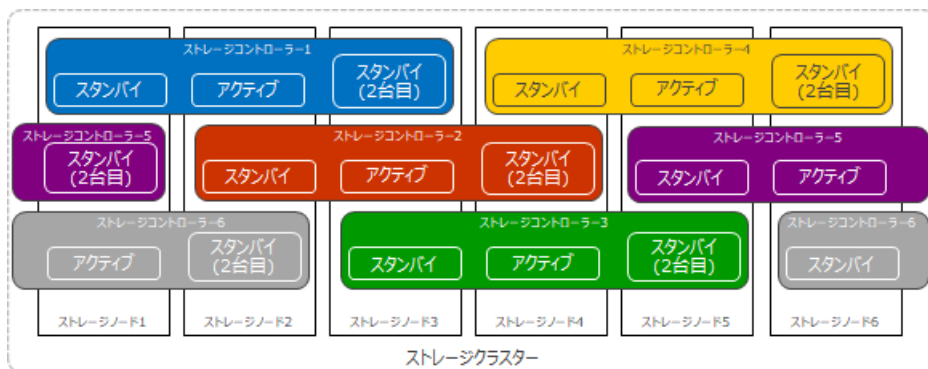 ストレージコントローラー1
スタンバイ
アクティブ
スタンバイ
(2台目)
ストレージコントローラー4
スタンバイ
アクティブ
スタンバイ
(2台目)
ストレージコントローラー5
スタンバイ
(2台目)
ストレージコントローラー2
スタンバイ
アクティブ
スタンバイ
(2台目)
ストレージコントローラー5
スタンバイ
アクティブ
ストレージコントローラー6
アクティブ
スタンバイ
(2台目)
ストレージコントローラー3
スタンバイ
アクティブ
スタンバイ
(2台目)
ストレージコントローラー6
スタンバイ
ストレージノード1
ストレージノード2
ストレージノード3
ストレージノード4
ストレージノード5
ストレージノード6
ストレージクラスター